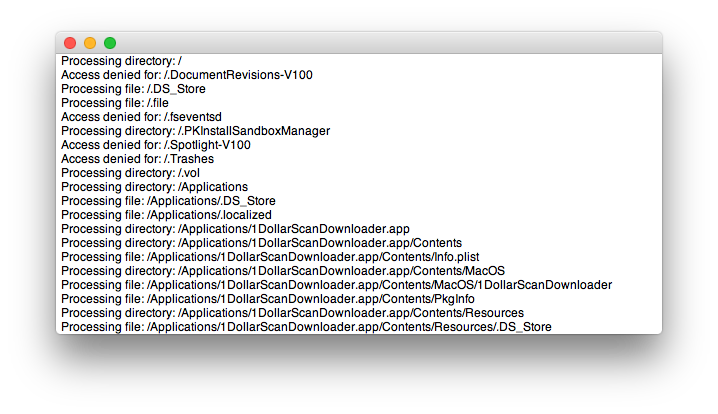 Processing directory: /
Access denied for: /.DocumentRevisions-V100
Processing file: /.DS_Store
Processing file: /.file
Access denied for: /.fseventsd
Processing directory: /.PKInstallSandboxManager
Access denied for: /.Spotlight-V100
Access denied for: /.Trashes
Processing directory: /.vol
Processing directory: /Applications
Processing file: /Applications/.DS_Store
Processing file: /Applications/.localized
Processing directory: /Applications/1DollarScanDownloader.app
Processing directory: /Applications/1DollarScanDownloader.app/Contents
Processing file: /Applications/1DollarScanDownloader.app/Contents/Info.plist
Processing directory: /Applications/1DollarScanDownloader.app/Contents/MacOS
Processing file: /Applications/1DollarScanDownloader.app/Contents/MacOS/1DollarScanDownloader
Processing file: /Applications/1DollarScanDownloader.app/Contents/PkgInfo
Processing directory: /Applications/1DollarScanDownloader.app/Contents/Resources
Processing file: /Applications/1DollarScanDownloader.app/Contents/Resources/.DS_Store